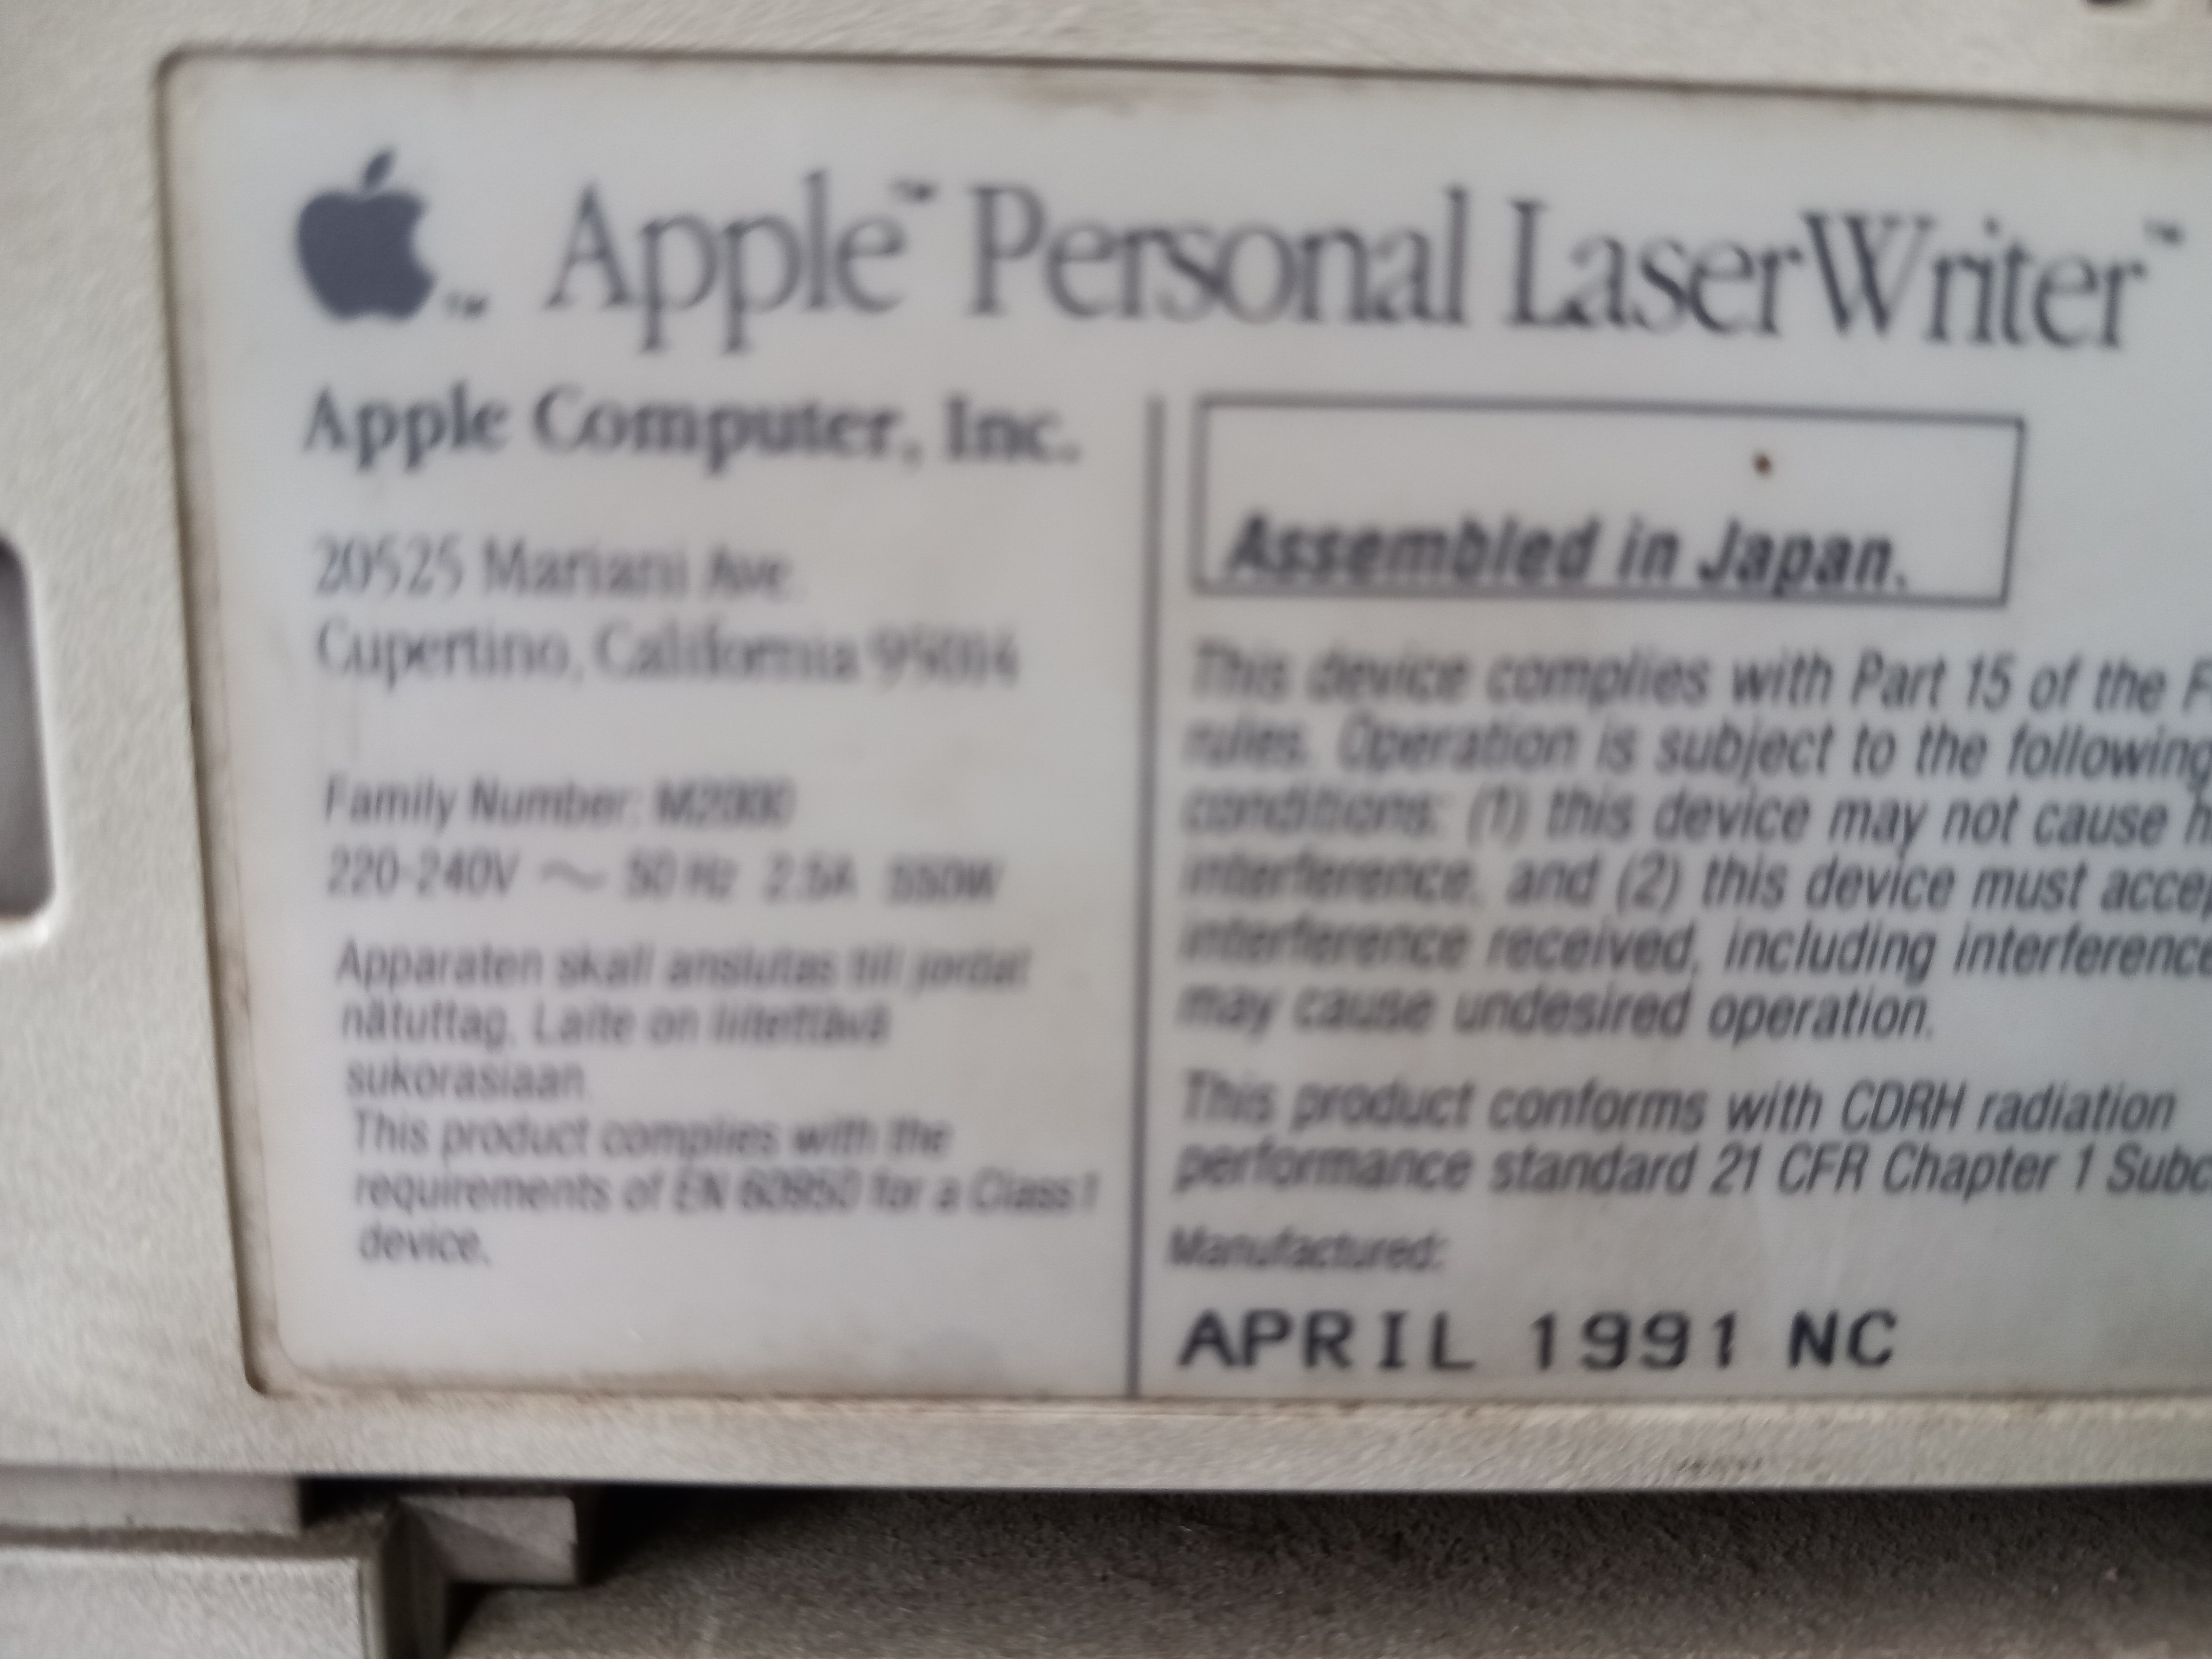 Apple™ Personal LaserWriter™
Apple Computer, Inc.
20525 Mariani Ave.
Cupertino, California 95014
Family Number: M2000
220-240V ~ 50 Hz 2.5A 550W
Apparaten skall anslutas till jordat
nätuttag. Laite on liitettävä
sukorasiaan.
This product complies with the
requirements of EN 60950 for a Class I
device.
Assembled in Japan.
This device complies with Part 15 of the
rules. Operation is subject to the following
conditions: (1) this device may not cause
interference, and (2) this device must
interference received, including interference
may cause undesired operation.
This product conforms with CDRH radiation
performance standard 21 CFR Chapter 1
Manufactured:
APRIL 1991 NC